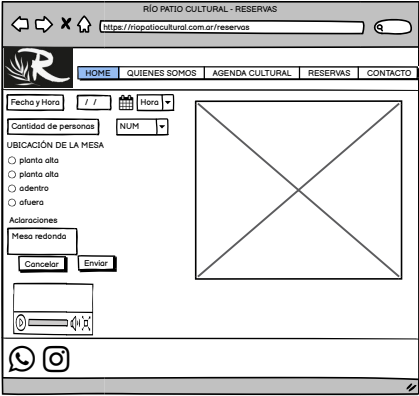 RÍO PATIO CULTURAL - RESERVAS
https://riopatiocultural.com.ar/reservas
R
HOME QUIENES SOMOS AGENDA CULTURAL RESERVAS CONTACTO
Fecha y Hora / / Hora
Cantidad de personas NUM
UBICACIÓN DE LA MESA
planta alta
planta alta
adentro
afuera
Aclaraciones
Mesa redonda
Cancelar Enviar